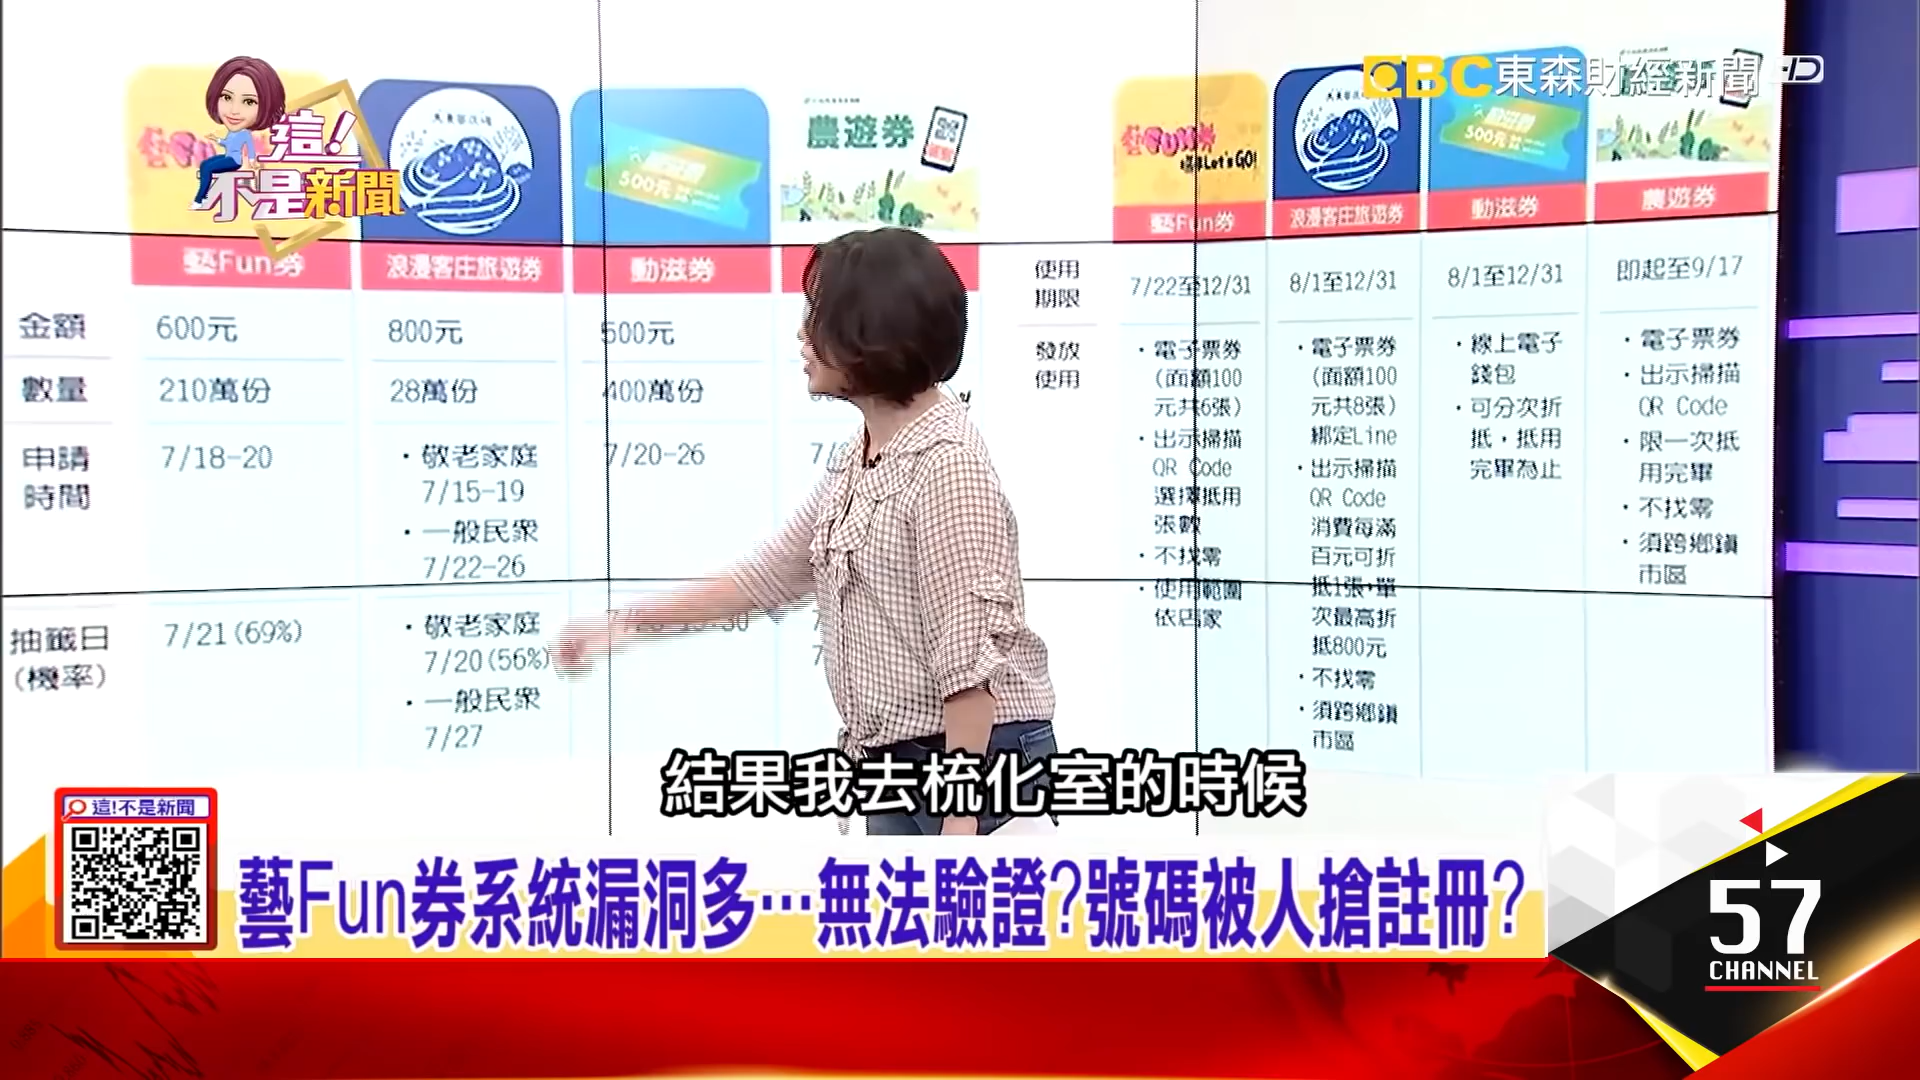 這!
不是新聞
EBC東森財經新聞HD
農遊券
500元
藝Fun券
浪漫客庄旅遊券
動滋券
金額
600元
800元
500元
數量
210萬份
28萬份
400萬份
申請
時間
7/18-20
・敬老家庭
7/15-19
・一般民眾
7/22-26
7/20-26
抽籤日
(機率)
7/21(69%)
・敬老家庭
7/20(56%)
・一般民眾
7/27
Let's GO!
500元
藝Fun券
浪漫客庄旅遊券
動滋券
農遊券
使用
期限
7/22至12/31
8/1至12/31
8/1至12/31
即起至9/17
發放
使用
・電子票券
(面額100
元共6張)
・出示掃描
QR Code
選擇抵用
張數
・不找零
・使用範圍
依店家
・電子票券
(面額100
元共8張)
綁定Line
・出示掃描
QR Code
消費每滿
百元可折
抵1張,單
次最高折
抵800元
・不找零
・須跨鄉鎮
市區
・線上電子
錢包
・可分次折
抵,抵用
完畢為止
・電子票券
・出示掃描
QR Code
・限一次抵
用完畢
・不找零
・須跨鄉鎮
市區
結果我去梳化室的時候
這!不是新聞
藝Fun券系統漏洞多…無法驗證?號碼被人搶註冊?
57
CHANNEL